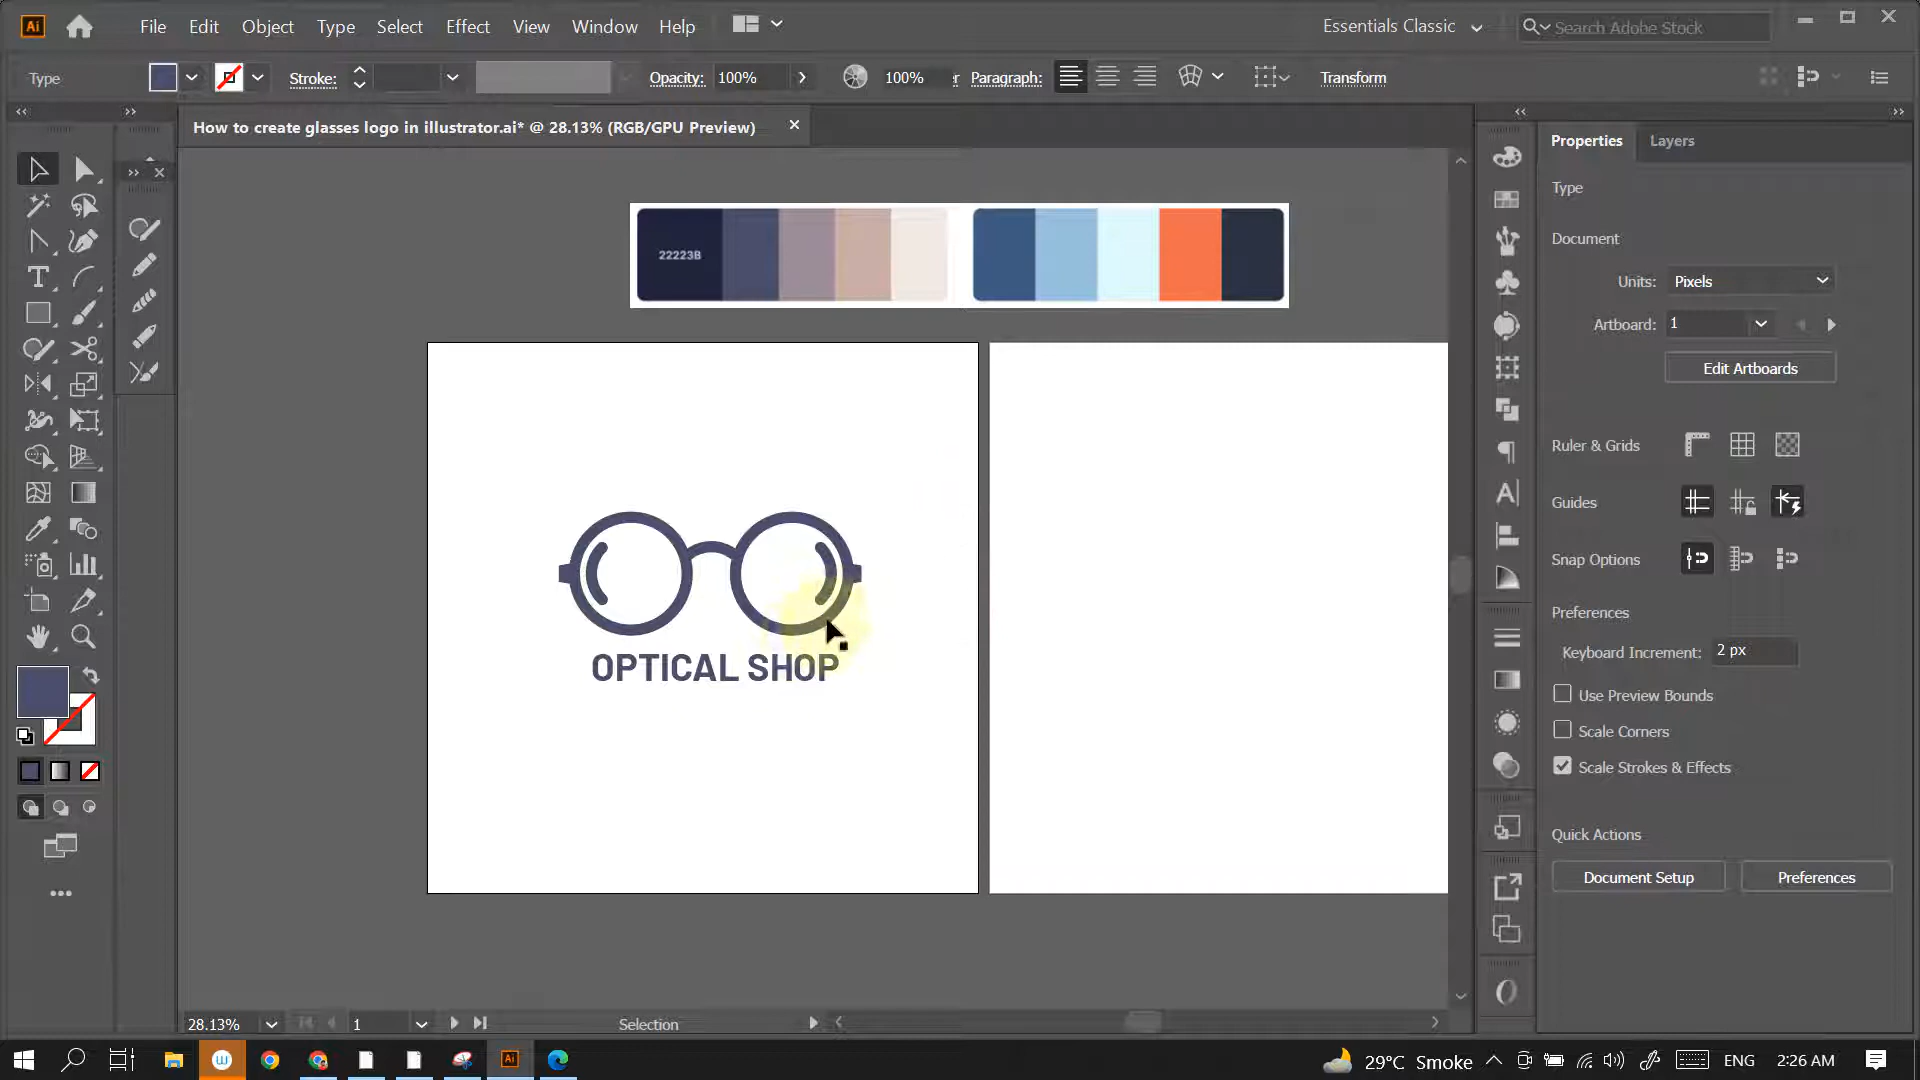 Ai File Edit Object Type Select Effect View Window Help Essentials Classic Search Adobe Stock
Type Stroke: Opacity: 100% 100% Paragraph: Transform
How to create glasses logo in illustrator.ai* @ 28.13% (RGB/GPU Preview)
Properties Layers
Type
Document
Units: Pixels
Artboard: 1
Edit Artboards
Ruler & Grids
Guides
Snap Options
Preferences
Keyboard Increment: 2 px
Use Preview Bounds
Scale Corners
Scale Strokes & Effects
Quick Actions
Document Setup Preferences
22223B
OPTICAL SHOP
28.13% 1 Selection
Ai 29°C Smoke ENG 2:26 AM